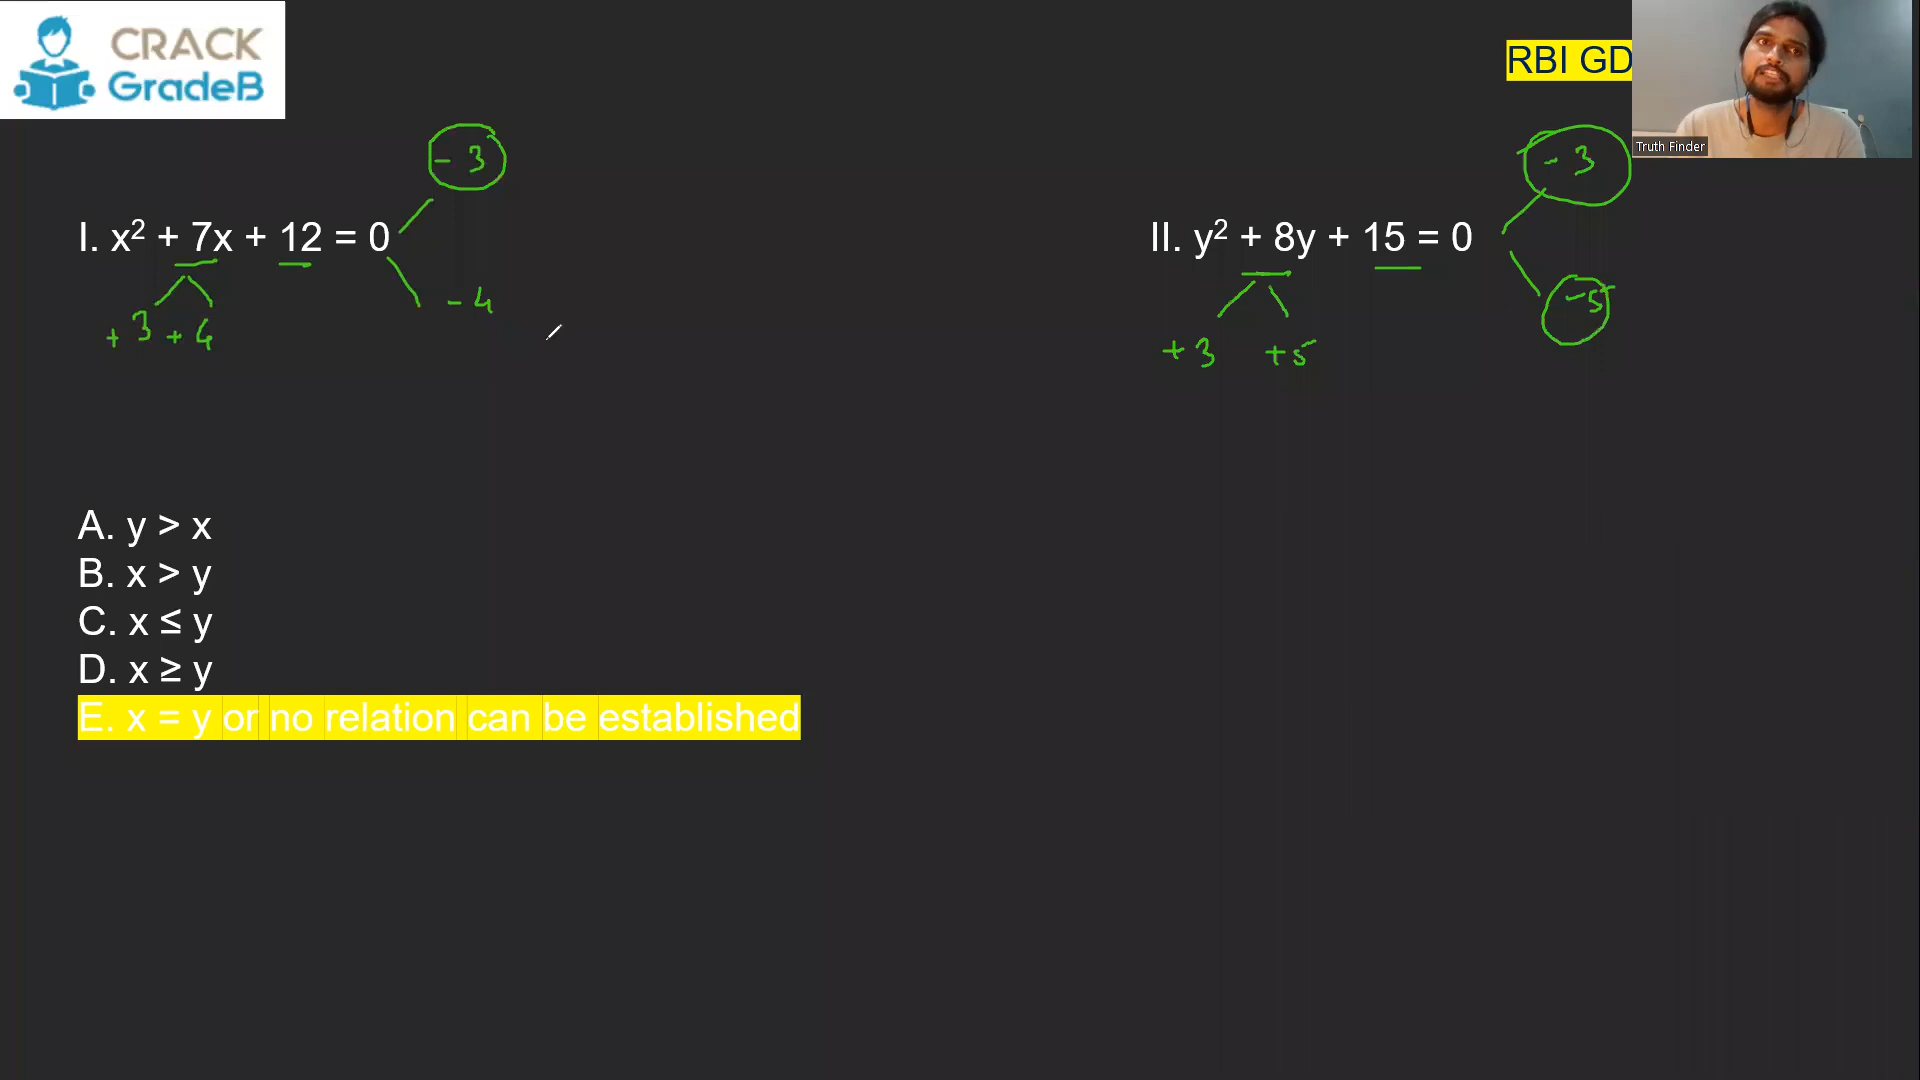 CRACK
GradeB
RBI GD
Truth Finder
- 3
- 3
I. x² + 7x + 12 = 0
II. y² + 8y + 15 = 0
- 4
-5
+ 3 + 4
+ 3 +5
A. y > x
B. x > y
C. x ≤ y
D. x ≥ y
E. x = y or no relation can be established